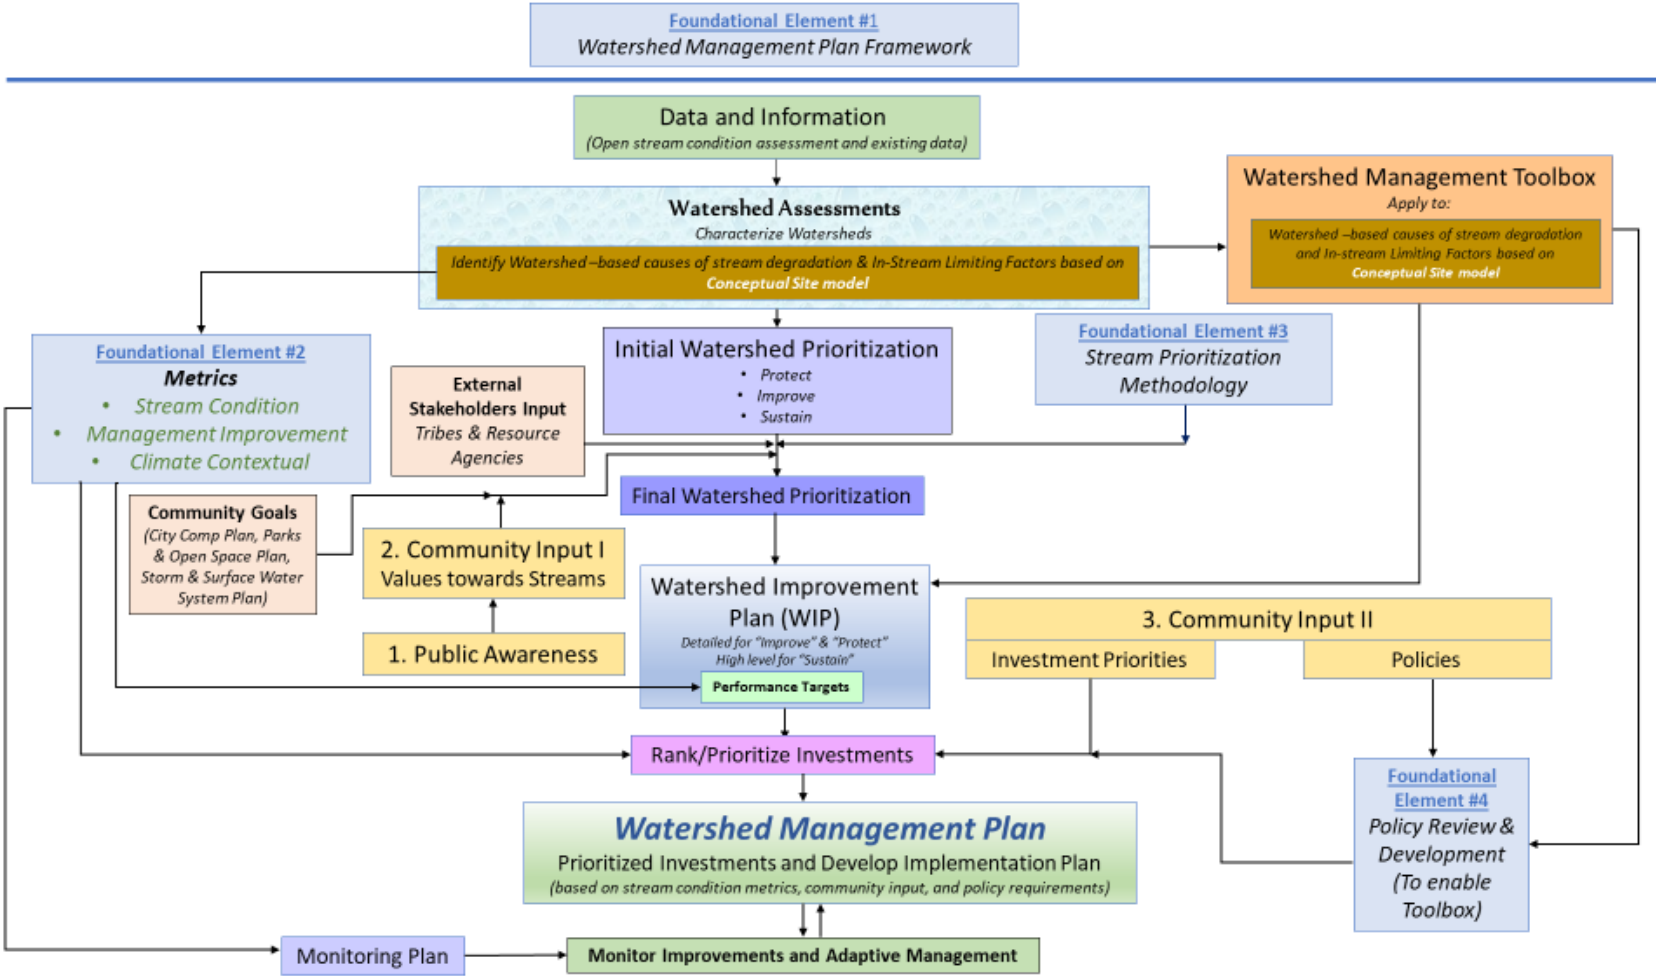 Foundational Element #1
Watershed Management Plan Framework
Data and Information
(Open stream condition assessment and existing data)
Watershed Assessments
Characterize Watersheds
Identify Watershed –based causes of stream degradation & In-Stream Limiting Factors based on
Conceptual Site model
Watershed Management Toolbox
Apply to:
Watershed –based causes of stream degradation
and In-stream Limiting Factors based on
Conceptual Site model
Foundational Element #2
Metrics
• Stream Condition
• Management Improvement
• Climate Contextual
External
Stakeholders Input
Tribes & Resource
Agencies
Initial Watershed Prioritization
• Protect
• Improve
• Sustain
Foundational Element #3
Stream Prioritization
Methodology
Final Watershed Prioritization
Community Goals
(City Comp Plan, Parks
& Open Space Plan,
Storm & Surface Water
System Plan)
2. Community Input I
Values towards Streams
1. Public Awareness
Watershed Improvement
Plan (WIP)
Detailed for “Improve” & “Protect”
High level for “Sustain”
Performance Targets
3. Community Input II
Investment Priorities
Policies
Rank/Prioritize Investments
Foundational
Element #4
Policy Review &
Development
(To enable
Toolbox)
Watershed Management Plan
Prioritized Investments and Develop Implementation Plan
(based on stream condition metrics, community input, and policy requirements)
Monitoring Plan
Monitor Improvements and Adaptive Management